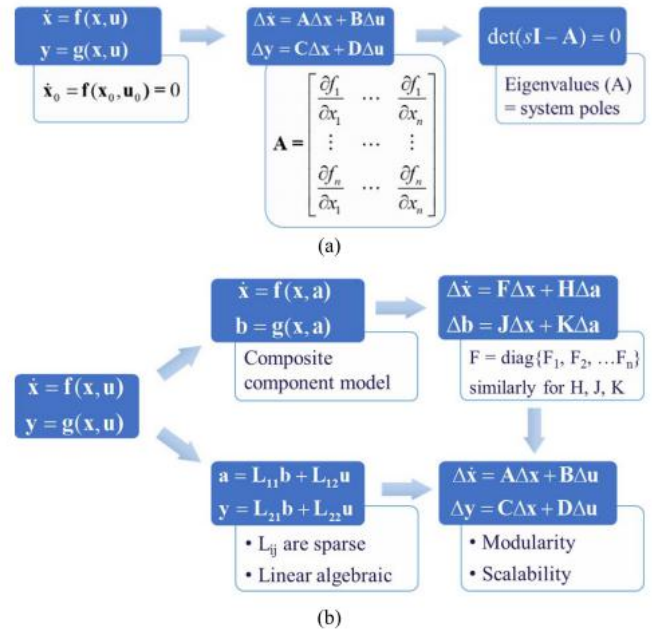 ẋ = f(x,u)
y = g(x,u)
ẋ₀ = f(x₀,u₀) = 0
Δẋ = AΔx + BΔu
Δy = CΔx + DΔu
A = [∂f₁/∂x₁ ⋯ ∂f₁/∂xₙ
⋮ ⋯ ⋮
∂fₙ/∂x₁ ⋯ ∂fₙ/∂xₙ]
det(sI − A) = 0
Eigenvalues (A)
= system poles
(a)
ẋ = f(x,u)
y = g(x,u)
ẋ = f(x,a)
b = g(x,a)
Composite
component model
Δẋ = FΔx + HΔa
Δb = JΔx + KΔa
F = diag{F₁, F₂, …Fₙ}
similarly for H, J, K
a = L₁₁b + L₁₂u
y = L₂₁b + L₂₂u
• Lᵢⱼ are sparse
• Linear algebraic
Δẋ = AΔx + BΔu
Δy = CΔx + DΔu
• Modularity
• Scalability
(b)